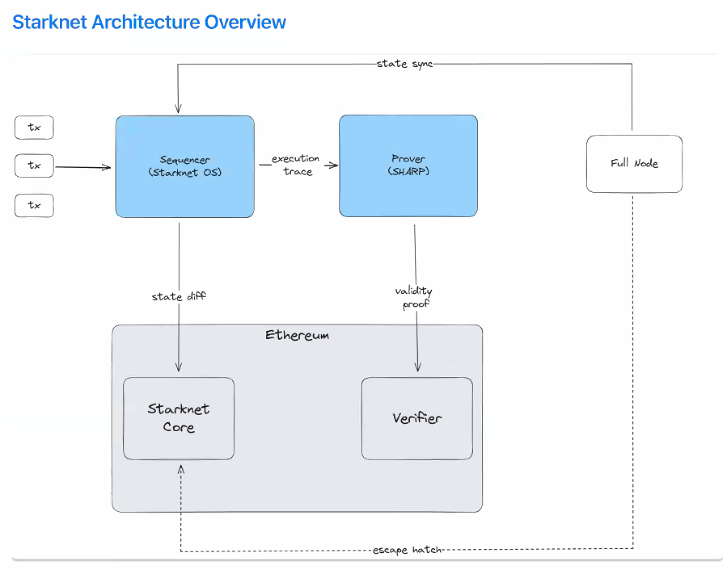 Starknet Architecture Overview
state sync
tx
tx
tx
Sequencer
(Starknet OS)
execution
trace
Prover
(SHARP)
Full Node
state diff
validity
proof
Ethereum
Starknet
Core
Verifier
escape hatch